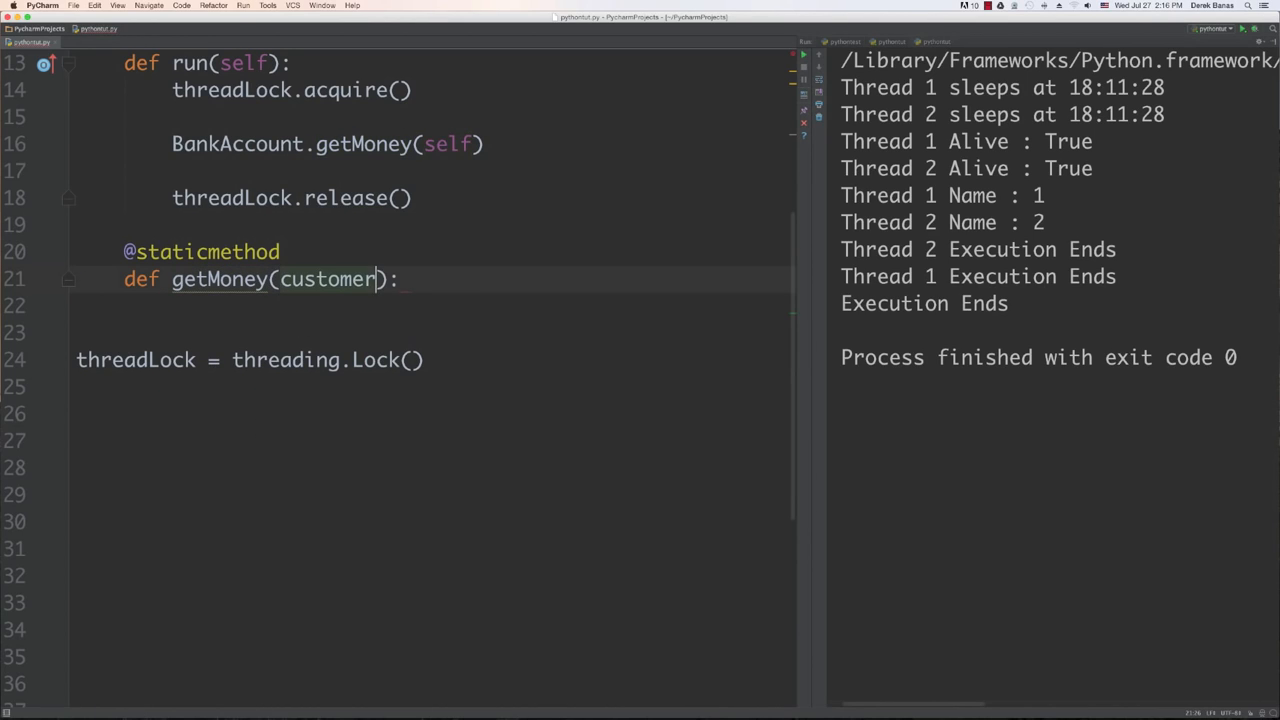 PyCharm File Edit View Navigate Code Refactor Run Tools VCS Window Help
10 Wed Jul 27 2:16 PM Derek Banas
pythontut.py - PycharmProjects - [~/PycharmProjects]
PycharmProjects pythontut.py
pythontut
pythontut.py
Run: pythontest pythontut pythontut
13 def run(self):
14 threadLock.acquire()
15
16 BankAccount.getMoney(self)
17
18 threadLock.release()
19
20 @staticmethod
21 def getMoney(customer):
22
23
24 threadLock = threading.Lock()
25
26
27
28
29
30
31
32
33
34
35
36
37
/Library/Frameworks/Python.framework/
Thread 1 sleeps at 18:11:28
Thread 2 sleeps at 18:11:28
Thread 1 Alive : True
Thread 2 Alive : True
Thread 1 Name : 1
Thread 2 Name : 2
Thread 2 Execution Ends
Thread 1 Execution Ends
Execution Ends
Process finished with exit code 0
21:26 LF÷ UTF-8÷